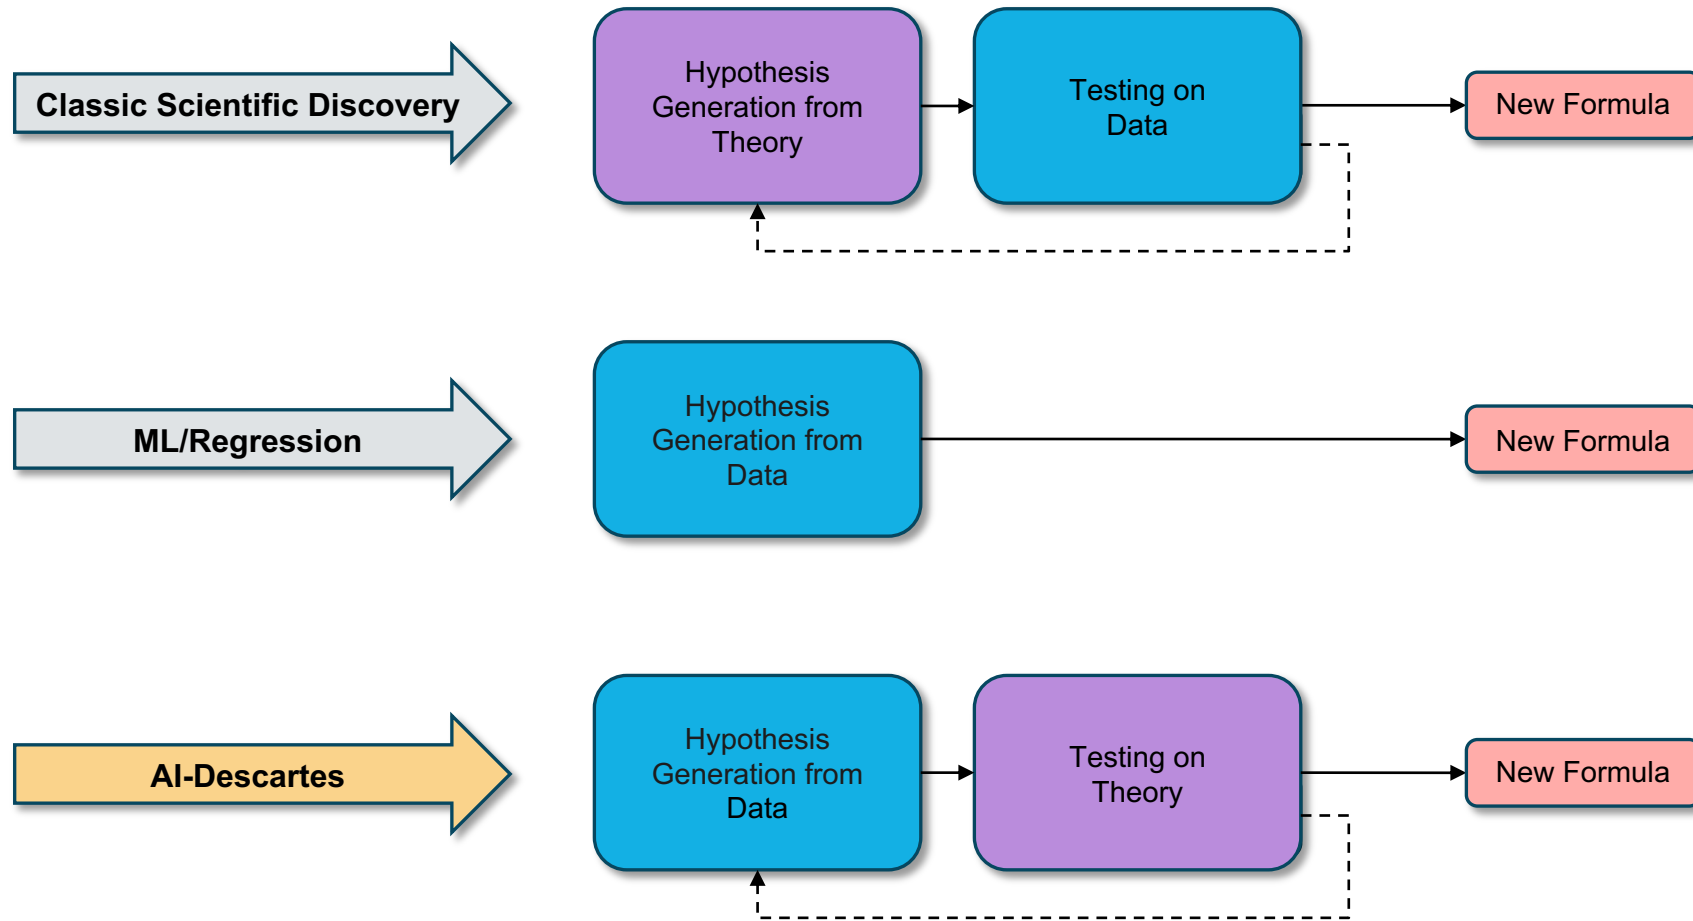 Classic Scientific Discovery
Hypothesis
Generation from
Theory
Testing on
Data
New Formula
ML/Regression
Hypothesis
Generation from
Data
New Formula
AI-Descartes
Hypothesis
Generation from
Data
Testing on
Theory
New Formula